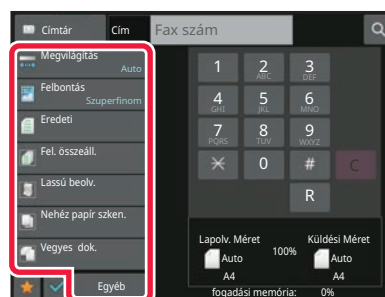 Címtár
Cím
Fax szám
Megvilágítás
Auto
Felbontás
Szuperfinom
Eredeti
Fel. összeáll.
Lassú beolv.
Nehéz papír szken.
Vegyes dok.
Egyéb
1
2
ABC
3
DEF
4
GHI
5
JKL
6
MNO
7
PQRS
8
TUV
9
WXYZ
0
#
C
R
Lapolv. Méret
Auto
A4
100%
Küldési Méret
Auto
A4
fogadási memória: 0%